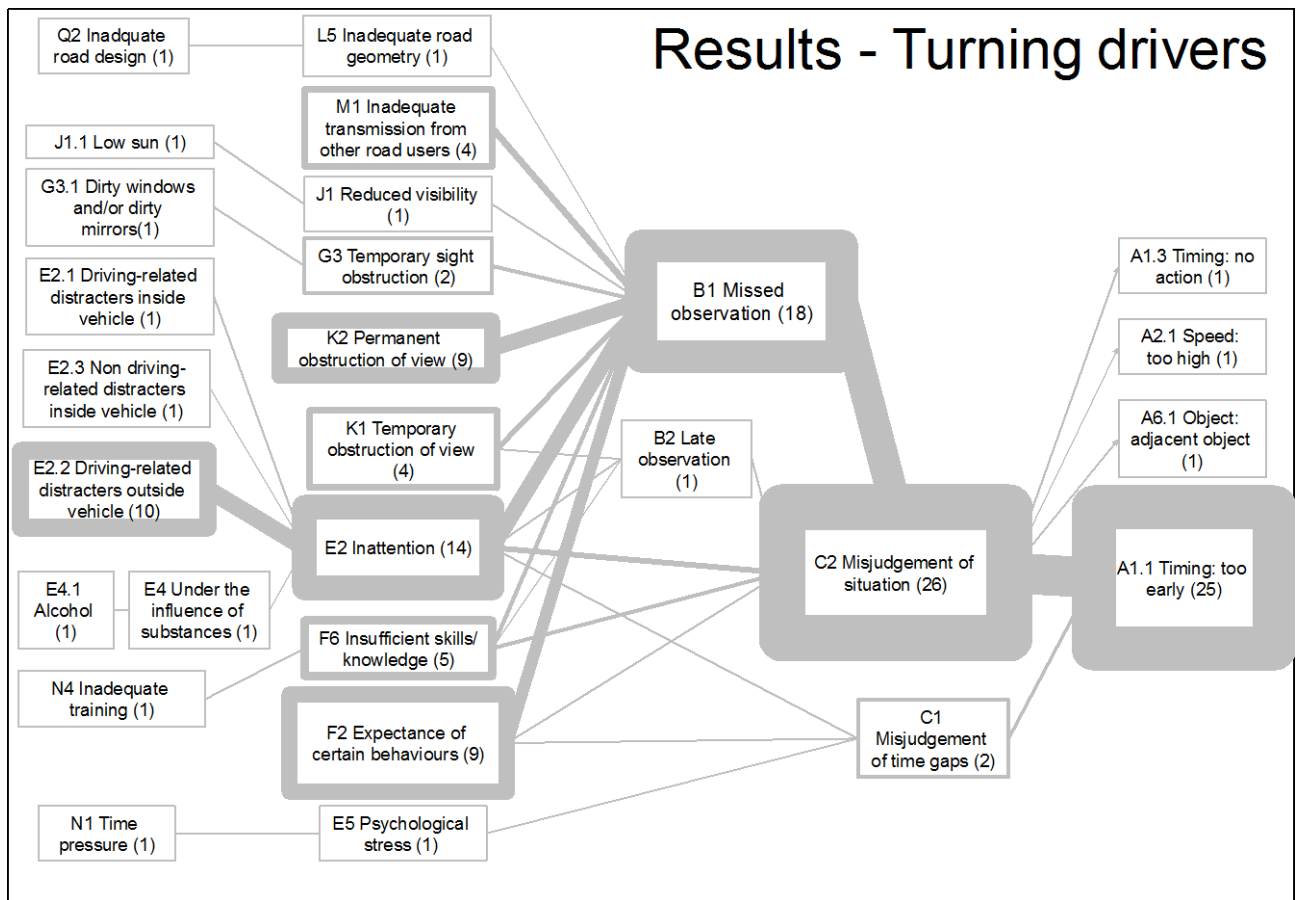 Results - Turning drivers
Q2 Inadquate
road design (1)
L5 Inadequate road
geometry (1)
M1 Inadequate
transmission from
other road users (4)
J1.1 Low sun (1)
G3.1 Dirty windows
and/or dirty
mirrors(1)
J1 Reduced visibility
(1)
G3 Temporary sight
obstruction (2)
E2.1 Driving-related
distracters inside
vehicle (1)
K2 Permanent
obstruction of view (9)
E2.3 Non driving-
related distracters
inside vehicle (1)
K1 Temporary
obstruction of view
(4)
E2.2 Driving-related
distracters outside
vehicle (10)
E2 Inattention (14)
E4.1
Alcohol
(1)
E4 Under the
influence of
substances (1)
F6 Insufficient skills/
knowledge (5)
N4 Inadequate
training (1)
F2 Expectance of
certain behaviours (9)
N1 Time
pressure (1)
E5 Psychological
stress (1)
B1 Missed
observation (18)
B2 Late
observation
(1)
C2 Misjudgement of
situation (26)
C1
Misjudgement
of time gaps (2)
A1.3 Timing: no
action (1)
A2.1 Speed:
too high (1)
A6.1 Object:
adjacent object
(1)
A1.1 Timing: too
early (25)